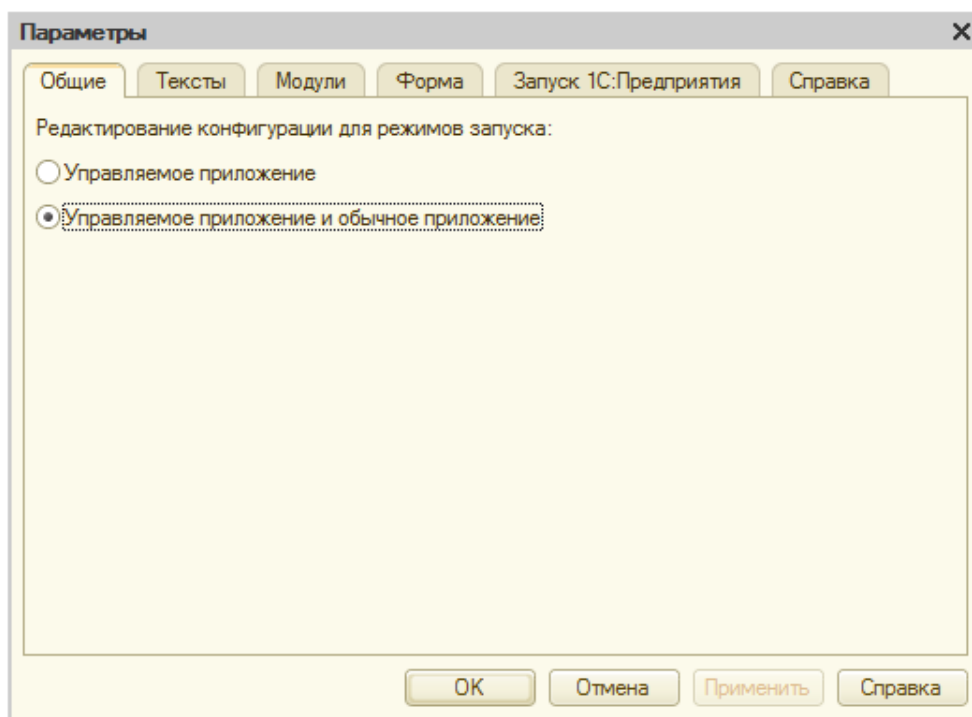 Параметры
Общие Тексты Модули Форма Запуск 1С:Предприятия Справка
Редактирование конфигурации для режимов запуска:
Управляемое приложение
Управляемое приложение и обычное приложение
OK Отмена Применить Справка